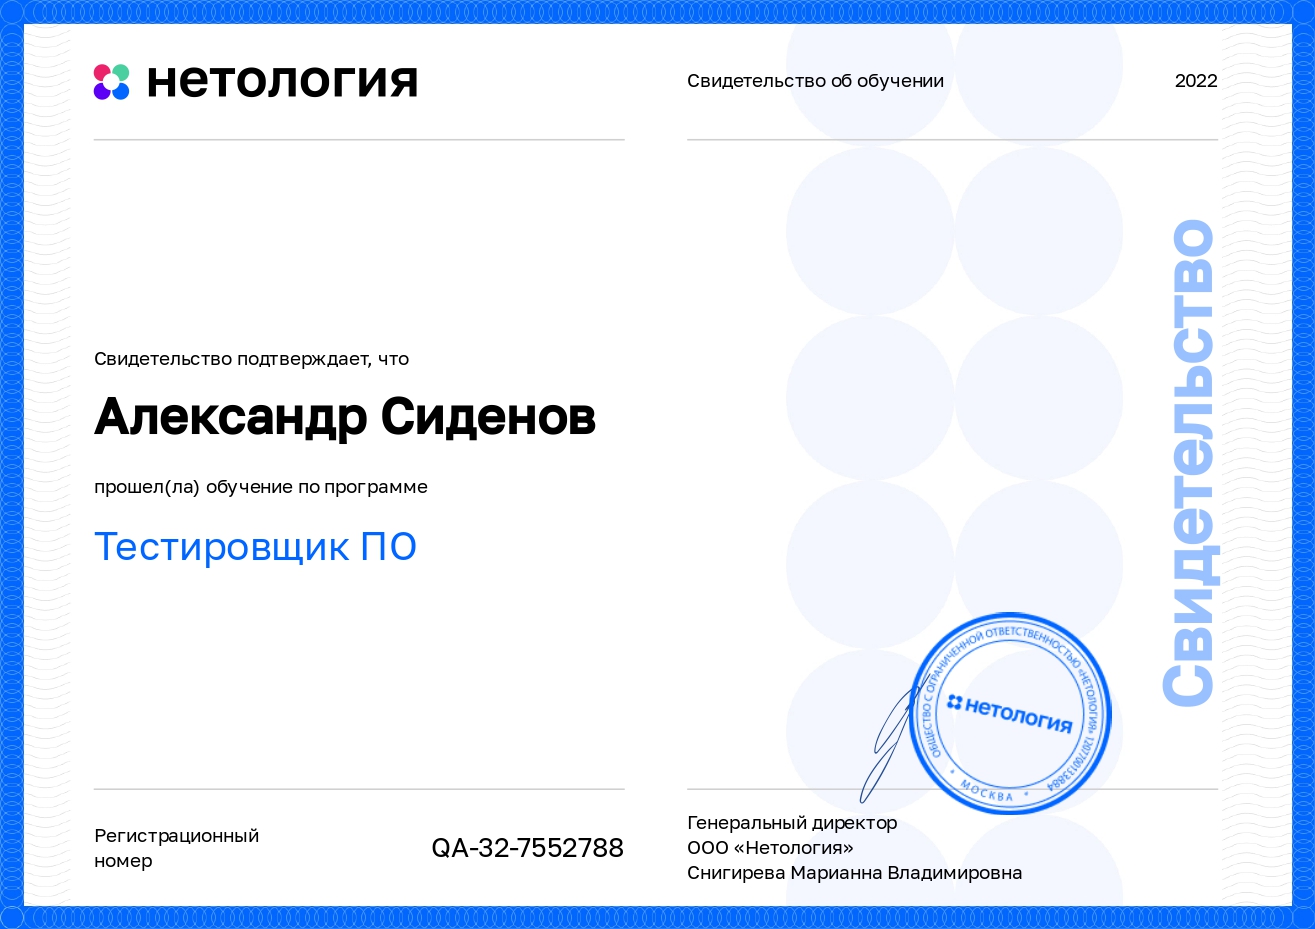 нетология
Свидетельство об обучении
2022
Свидетельство подтверждает, что
Александр Сиденов
прошел(ла) обучение по программе
Тестировщик ПО
Свидетельство
ОБЩЕСТВО С ОГРАНИЧЕННОЙ ОТВЕТСТВЕННОСТЬЮ «НЕТОЛОГИЯ» 1207700133884
* МОСКВА *
нетология
Регистрационный
номер
QA-32-7552788
Генеральный директор
ООО «Нетология»
Снигирева Марианна Владимировна